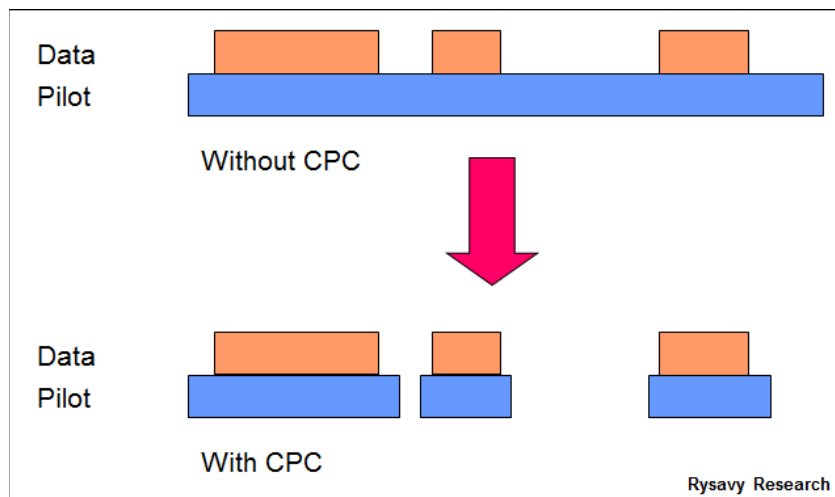 Data
Pilot
Without CPC
Data
Pilot
With CPC
Rysavy Research